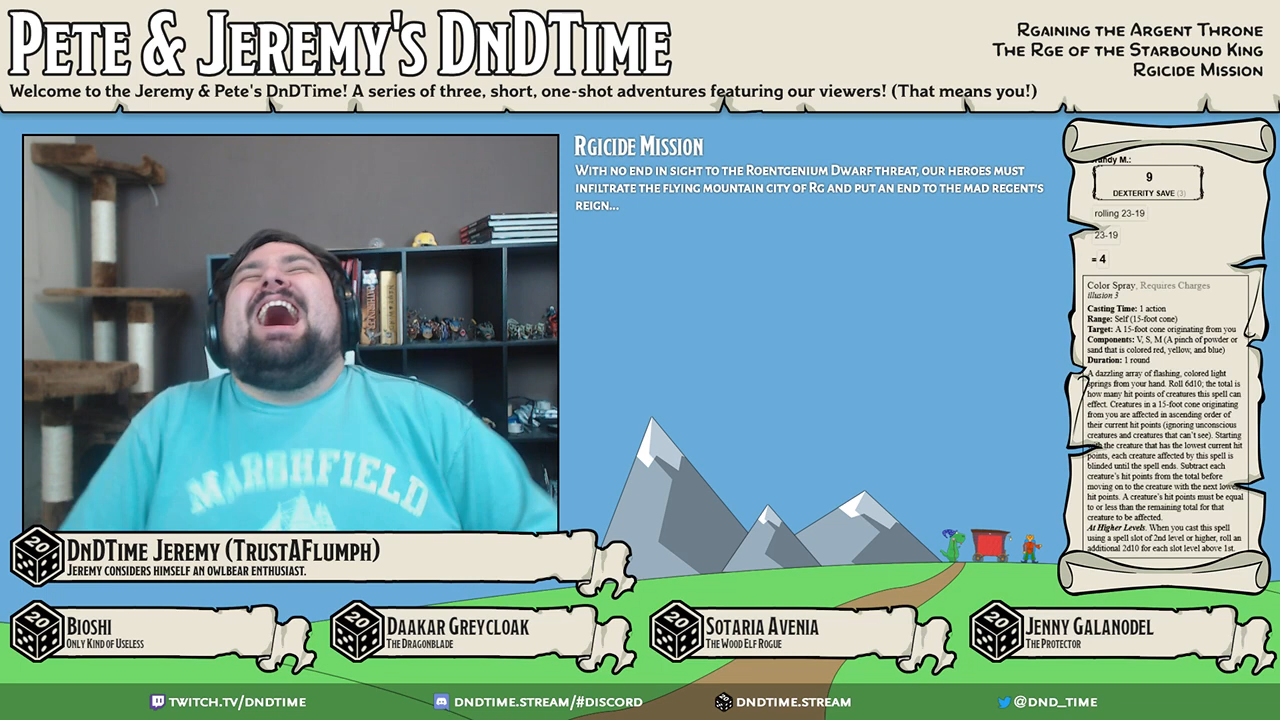 Pete & Jeremy's DnDTime
Welcome to the Jeremy & Pete's DnDTime! A series of three, short, one-shot adventures featuring our viewers! (That means you!)
Rgaining the Argent Throne
The Rge of the Starbound King
Rgicide Mission
Rgicide Mission
With no end in sight to the Roentgenium Dwarf threat, our heroes must
infiltrate the flying mountain city of Rg and put an end to the mad regent's
reign...
M.:
9
DEXTERITY SAVE (3)
rolling 23-19
23-19
= 4
Color Spray, Requires Charges
illusion 3
Casting Time: 1 action
Range: Self (15-foot cone)
Target: A 15-foot cone originating from you
Components: V, S, M (A pinch of powder or
sand that is colored red, yellow, and blue)
Duration: 1 round
A dazzling array of flashing, colored light
springs from your hand. Roll 6d10; the total is
how many hit points of creatures this spell can
effect. Creatures in a 15-foot cone originating
from you are affected in ascending order of
their current hit points (ignoring unconscious
creatures and creatures that can't see). Starting
with the creature that has the lowest current hit
points, each creature affected by this spell is
blinded until the spell ends. Subtract each
creature's hit points from the total before
moving on to the creature with the next lowest
hit points. A creature's hit points must be equal
to or less than the remaining total for that
creature to be affected.
At Higher Levels. When you cast this spell
using a spell slot of 2nd level or higher, roll an
additional 2d10 for each slot level above 1st.
MARSHFIELD
DnDTime Jeremy (TrustAFlumph)
Jeremy considers himself an owlbear enthusiast.
Bioshi
Only Kind of Useless
Daakar Greycloak
The Dragonblade
Sotaria Avenia
The Wood Elf Rogue
Jenny Galanodel
The Protector
20
20
20
20
20
TWITCH.TV/DNDTIME
DNDTIME.STREAM/#DISCORD
DNDTIME.STREAM
@DND_TIME